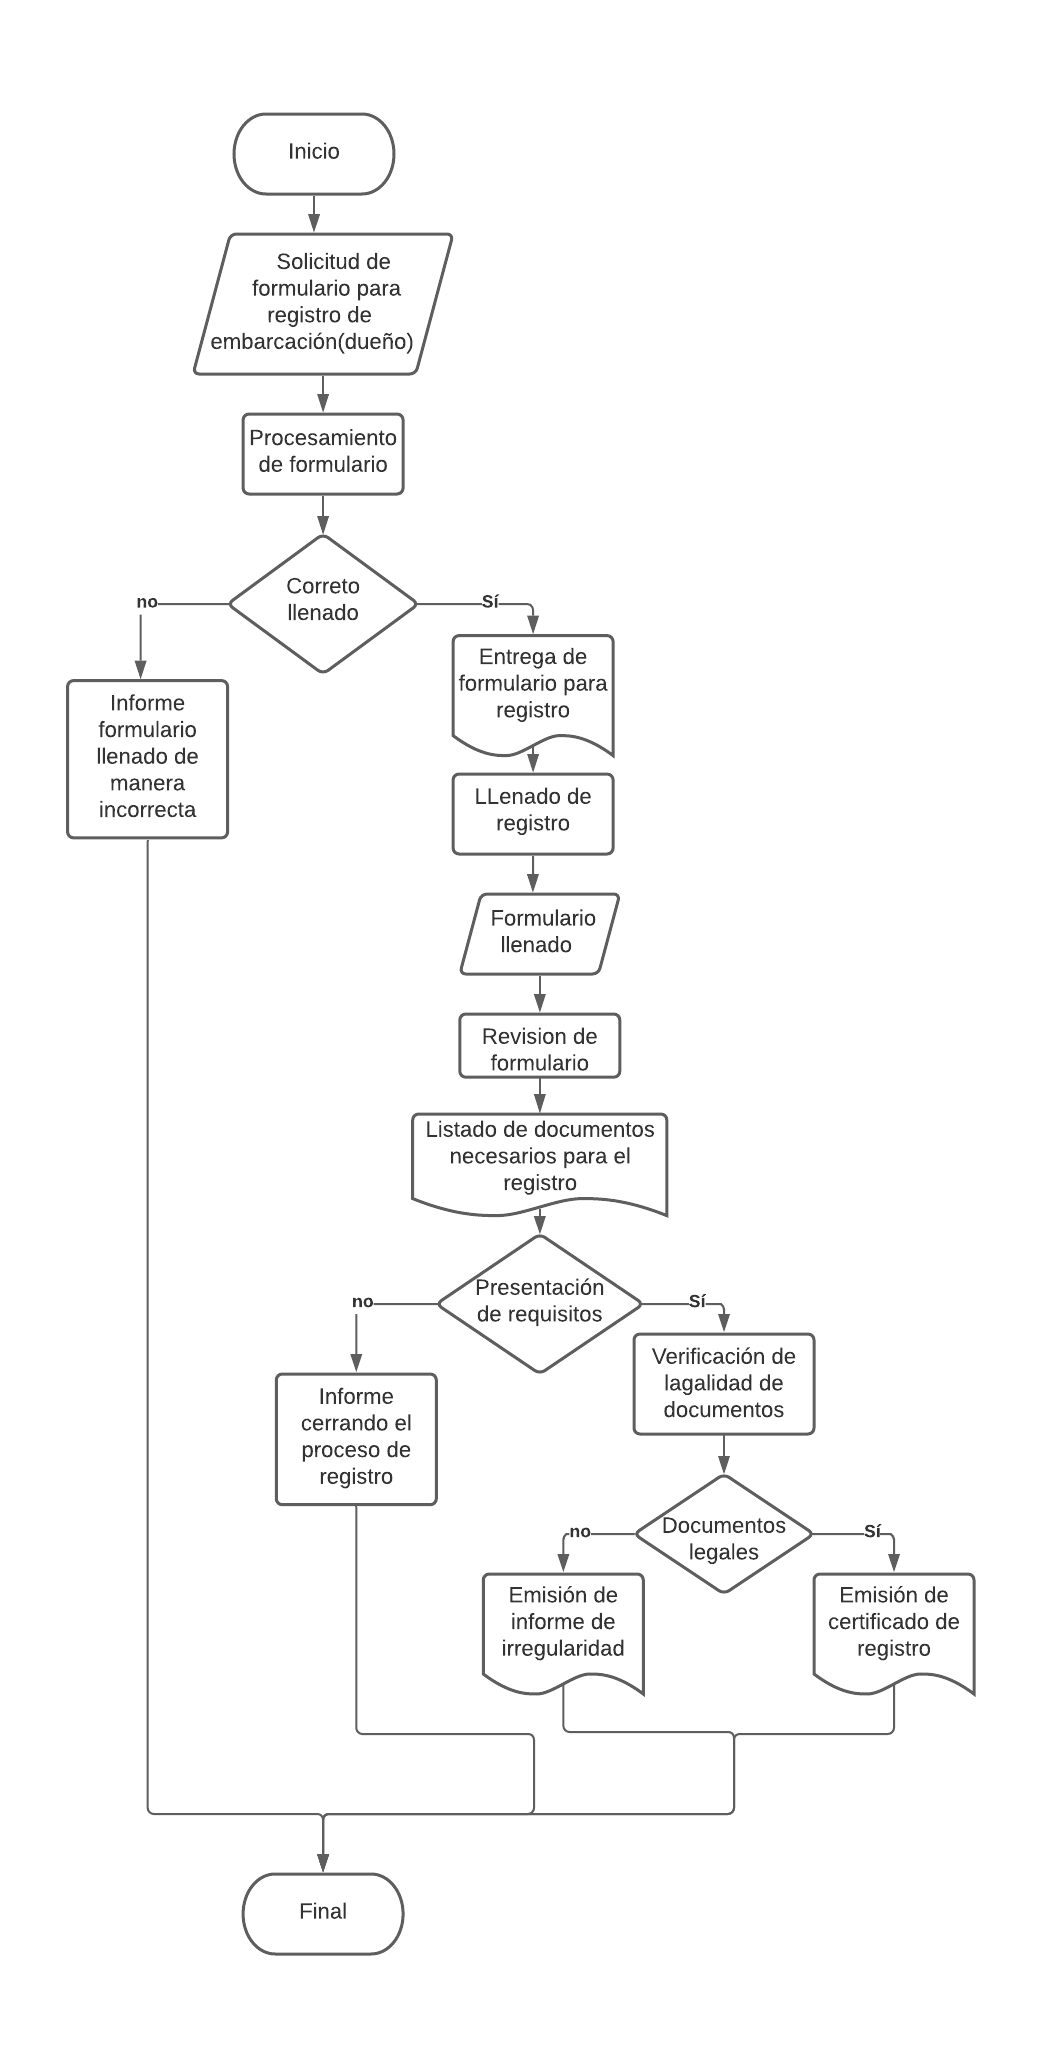 Inicio
Solicitud de
formulario para
registro de
embarcación(dueño)
Procesamiento
de formulario
Correto
llenado
no
Sí
Informe
formulario
llenado de
manera
incorrecta
Entrega de
formulario para
registro
LLenado de
registro
Formulario
llenado
Revision de
formulario
Listado de documentos
necesarios para el
registro
Presentación
de requisitos
no
Sí
Informe
cerrando el
proceso de
registro
Verificación de
lagalidad de
documentos
Documentos
legales
no
Sí
Emisión de
informe de
irregularidad
Emisión de
certificado de
registro
Final